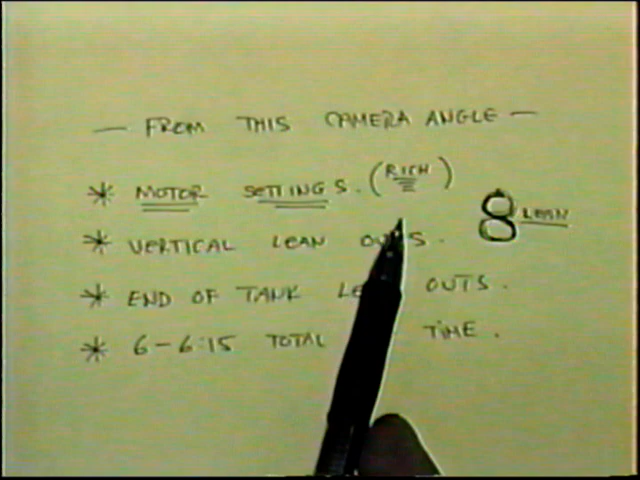 — FROM THIS CAMERA ANGLE —
* MOTOR SETTINGS. (RICH)
* VERTICAL LEAN OUTS.
8 LEAN
* END OF TANK OUTS.
* 6-6:15 TOTAL TIME.